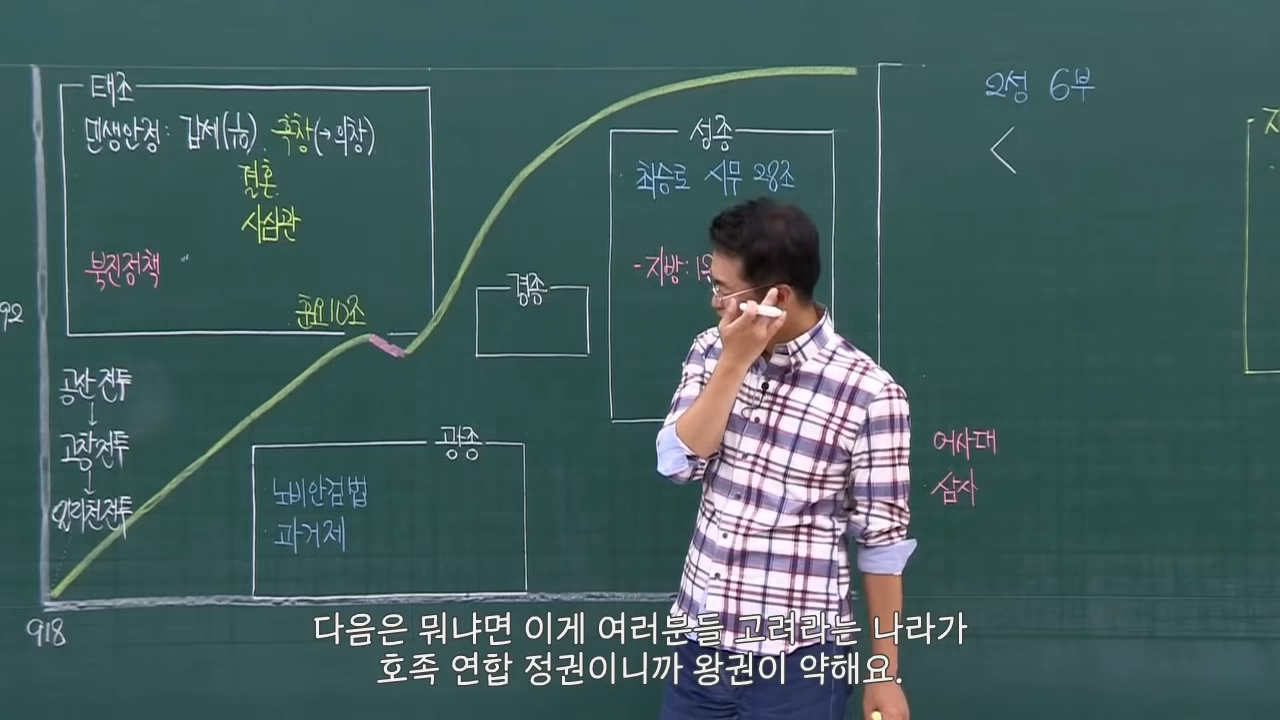 태조
민생안정: 갑세(1/10). 흑창(→의창)
결혼
사심관
북진정책
훈요10조
92
공산전투
↓
고창전투
↓
일리천전투
918
광종
· 노비안검법
· 과거제
경종
성종
· 최승로 시무 28조
- 지방:12
2성 6부
<
어사대
· 삼사
다음은 뭐냐면 이게 여러분들 고려라는 나라가
호족 연합 정권이니까 왕권이 약해요.